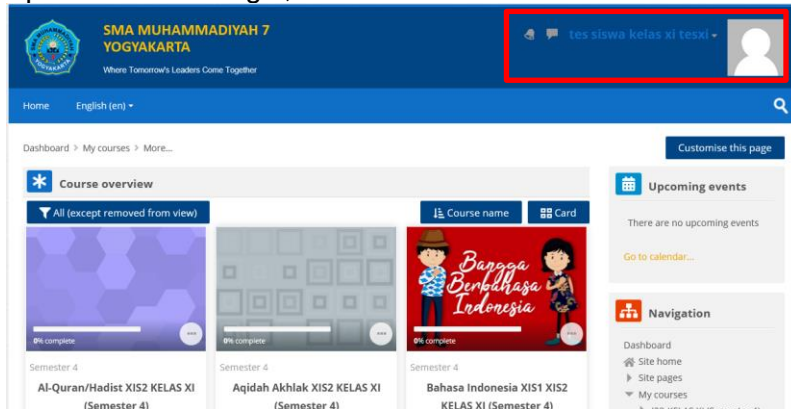 SMA MUHAMMADIYAH 7
YOGYAKARTA
Where Tomorrow's Leaders Come Together
tes siswa kelas xi tesxi
Home English (en)
Dashboard > My courses > More...
Customise this page
Course overview
All (except removed from view)
Course name
Card
Bangga
Berbahasa
Indonesia
0% complete
0% complete
0% complete
Semester 4
Semester 4
Semester 4
Al-Quran/Hadist XIS2 KELAS XI
(Semester 4)
Aqidah Akhlak XIS2 KELAS XI
(Semester 4)
Bahasa Indonesia XIS1 XIS2
KELAS XI (Semester 4)
Upcoming events
There are no upcoming events
Go to calendar...
Navigation
Dashboard
Site home
Site pages
My courses